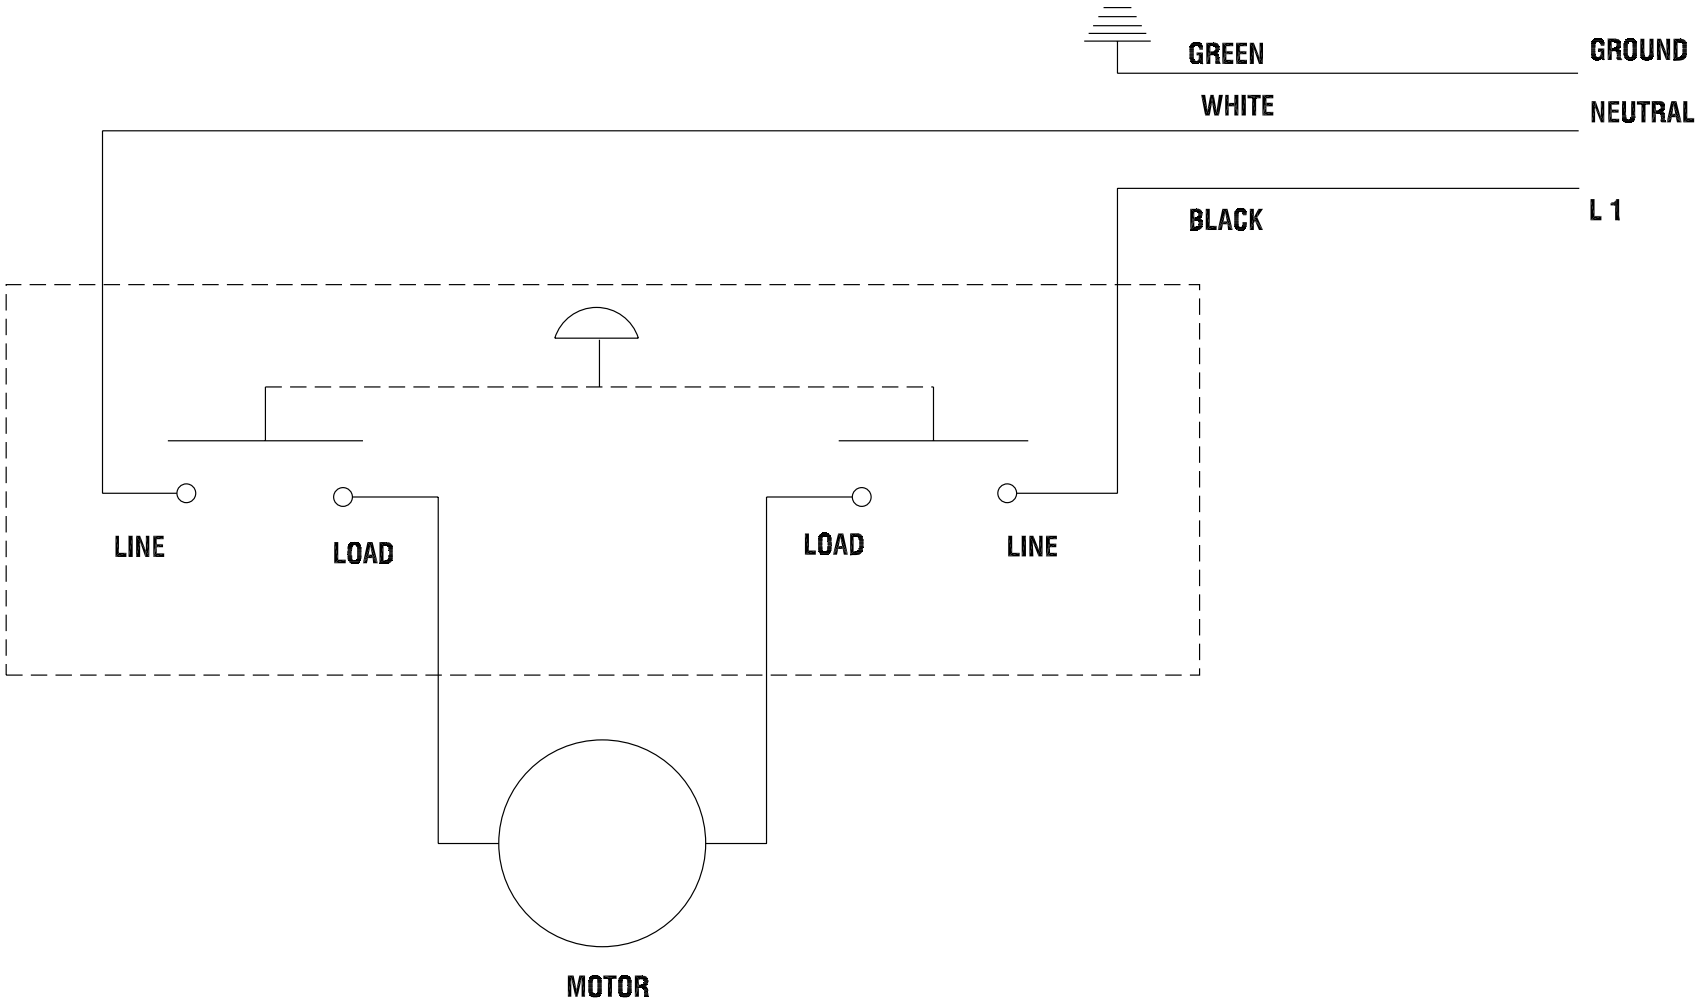 GREEN
GROUND
WHITE
NEUTRAL
BLACK
L 1
LINE
LOAD
LOAD
LINE
MOTOR